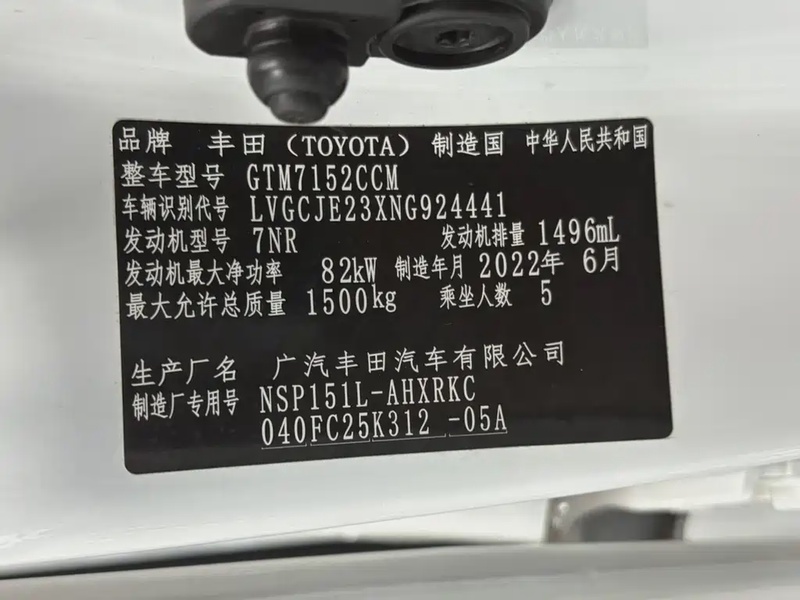 品牌 丰田（TOYOTA） 制造国 中华人民共和国
整车型号 GTM7152CCM
车辆识别代号 LVGCJE23XNG924441
发动机型号 7NR 发动机排量 1496mL
发动机最大净功率 82kW 制造年月 2022年 6月
最大允许总质量 1500kg 乘坐人数 5
生产厂名 广汽丰田汽车有限公司
制造厂专用号 NSP151L-AHXRKC
040FC25K312 -05A